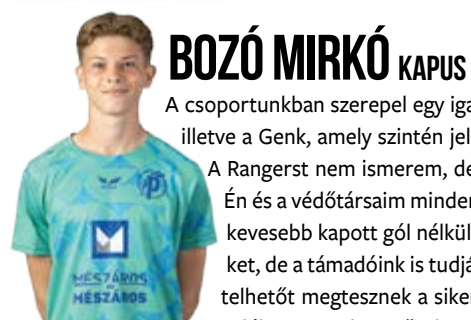 BOZÓ MIRKÓ KAPUS
A csoportunkban szerepel egy iga
illetve a Genk, amely szintén jel
A Rangerst nem ismerem, de
Én és a védőtársaim minden
kevesebb kapott gól nélkül
ket, de a támadóink is tudjá
telhetőt megtesznek a siker
MÉSZÁROS
MÉSZÁROS